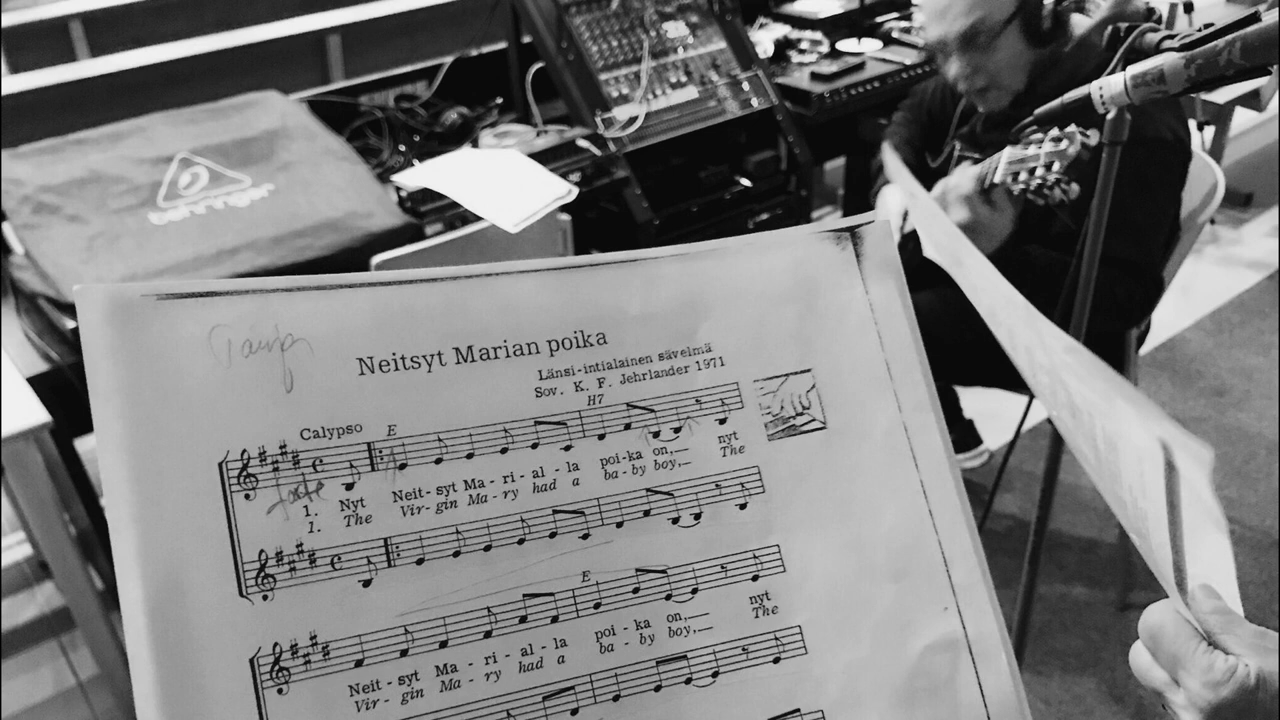 behringer
Tarja
Neitsyt Marian poika
Länsi-intialainen sävelmä
Sov. K. F. Jehrlander 1971
H7
Calypso E
forte
1. Nyt Neit- syt Ma - ri - al - la poi-ka on, nyt
1. The Vir- gin Ma - ry had a ba - by boy, The
E
Neit - syt Ma - ri - al - la poi - ka on, nyt
Vir - gin Ma - ry had a ba - by boy, The